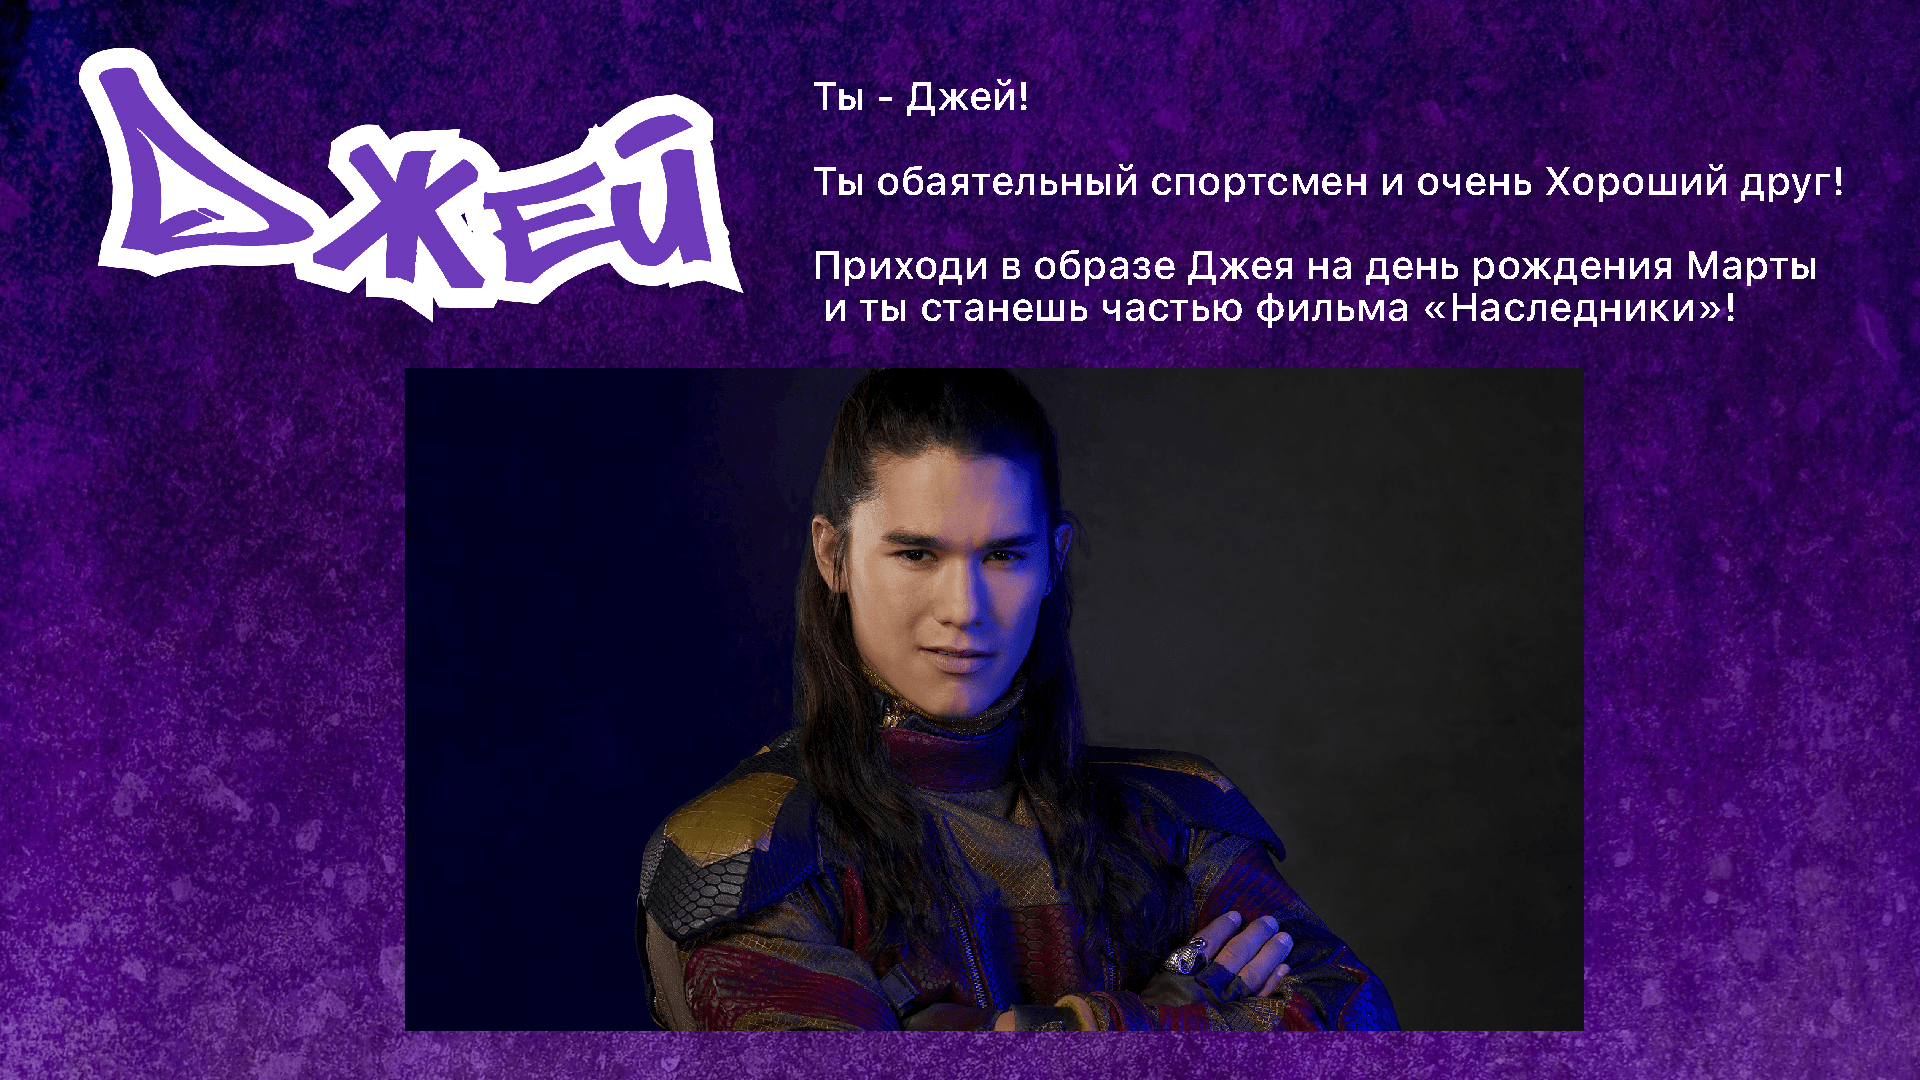 Джей
Ты - Джей!
Ты обаятельный спортсмен и очень Хороший друг!
Приходи в образе Джея на день рождения Марты
и ты станешь частью фильма «Наследники»!